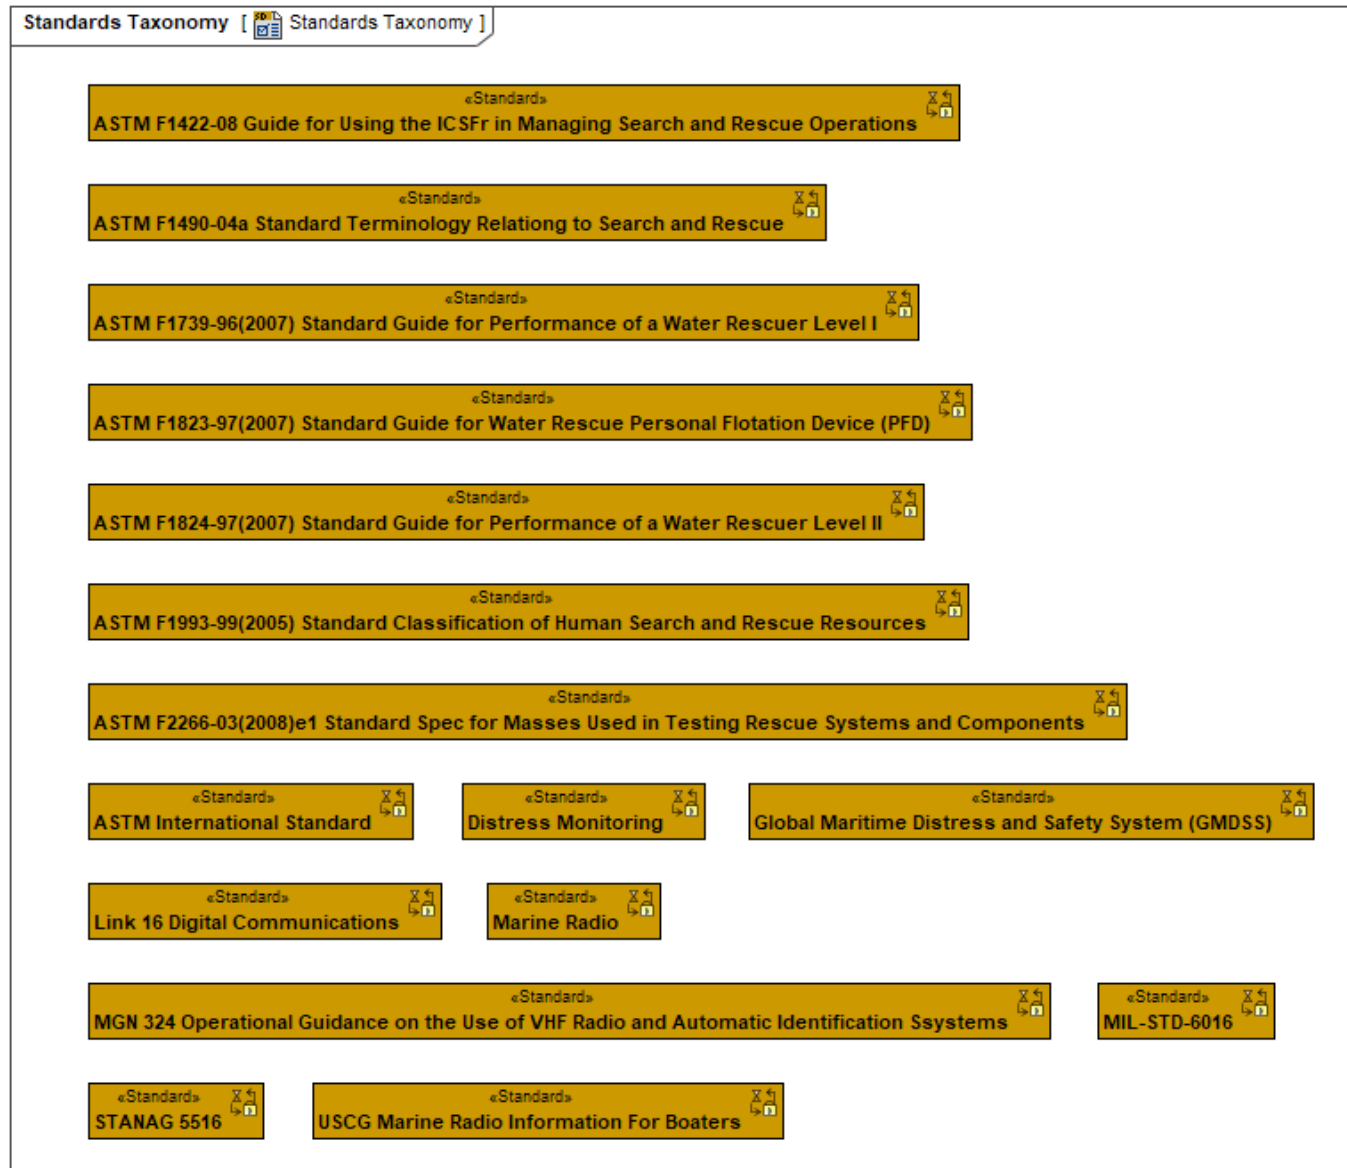 Standards Taxonomy [ SD Standards Taxonomy ]
«Standard»
ASTM F1422-08 Guide for Using the ICSFr in Managing Search and Rescue Operations
«Standard»
ASTM F1490-04a Standard Terminology Relationg to Search and Rescue
«Standard»
ASTM F1739-96(2007) Standard Guide for Performance of a Water Rescuer Level I
«Standard»
ASTM F1823-97(2007) Standard Guide for Water Rescue Personal Flotation Device (PFD)
«Standard»
ASTM F1824-97(2007) Standard Guide for Performance of a Water Rescuer Level II
«Standard»
ASTM F1993-99(2005) Standard Classification of Human Search and Rescue Resources
«Standard»
ASTM F2266-03(2008)e1 Standard Spec for Masses Used in Testing Rescue Systems and Components
«Standard»
ASTM International Standard
«Standard»
Distress Monitoring
«Standard»
Global Maritime Distress and Safety System (GMDSS)
«Standard»
Link 16 Digital Communications
«Standard»
Marine Radio
«Standard»
MGN 324 Operational Guidance on the Use of VHF Radio and Automatic Identification Ssystems
«Standard»
MIL-STD-6016
«Standard»
STANAG 5516
«Standard»
USCG Marine Radio Information For Boaters